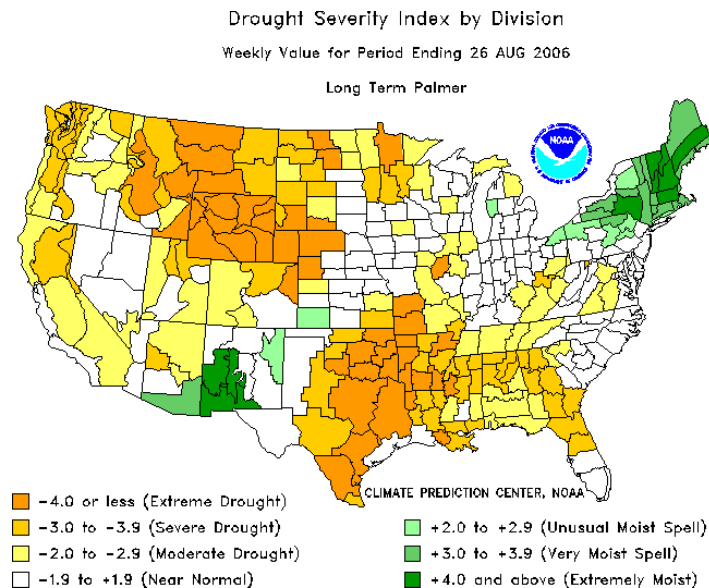 Drought Severity Index by Division
Weekly Value for Period Ending 26 AUG 2006
Long Term Palmer
NOAA
CLIMATE PREDICTION CENTER, NOAA
-4.0 or less (Extreme Drought)
-3.0 to -3.9 (Severe Drought)
-2.0 to -2.9 (Moderate Drought)
-1.9 to +1.9 (Near Normal)
+2.0 to +2.9 (Unusual Moist Spell)
+3.0 to +3.9 (Very Moist Spell)
+4.0 and above (Extremely Moist)